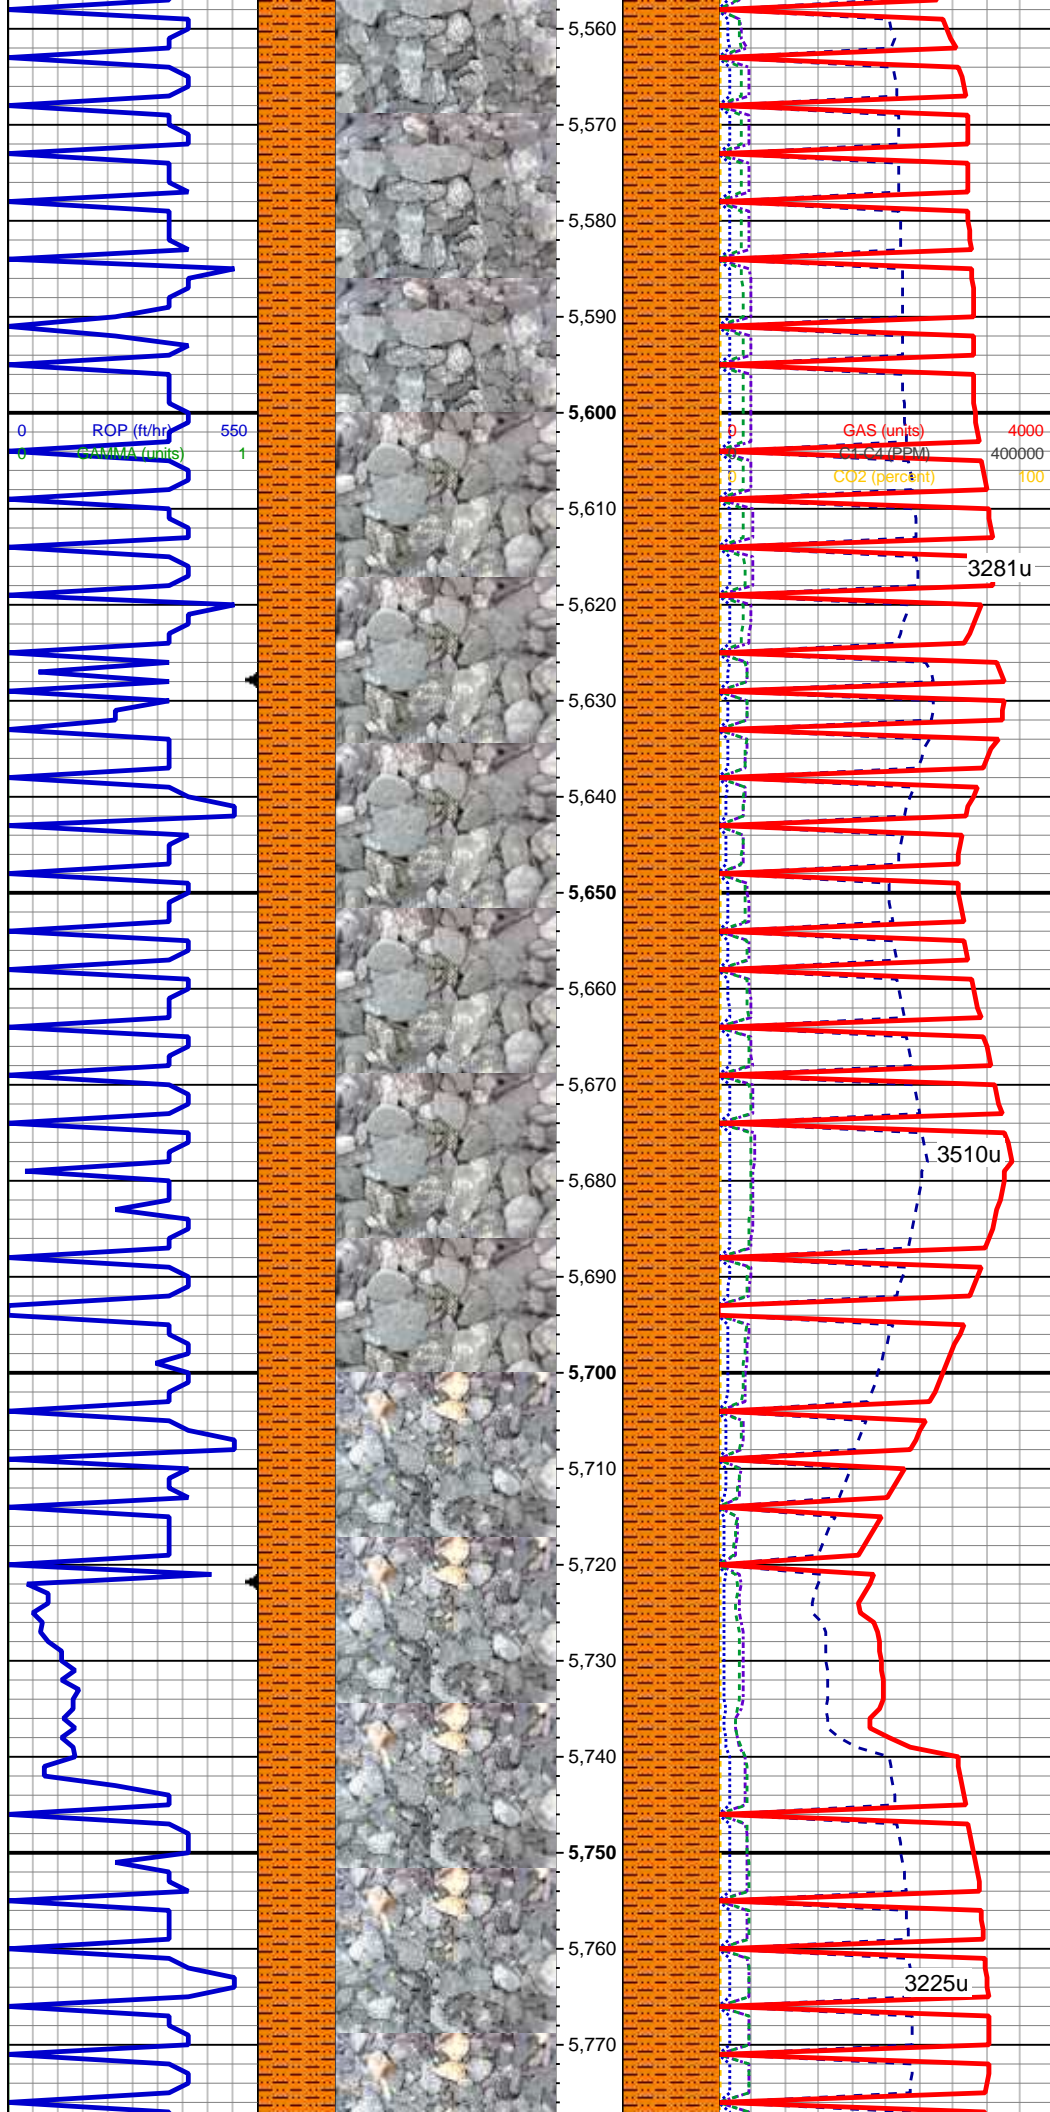 5,560
5,570
5,580
5,590
5,600
0 ROP (ft/hr) 550
0 GAMMA (units) 1
0 GAS (units) 4000
0 C1-C4 (PPM) 400000
0 CO2 (percent) 100
5,610
3281u
5,620
5,630
5,640
5,650
5,660
5,670
3510u
5,680
5,690
5,700
5,710
5,720
5,730
5,740
5,750
5,760
3225u
5,770